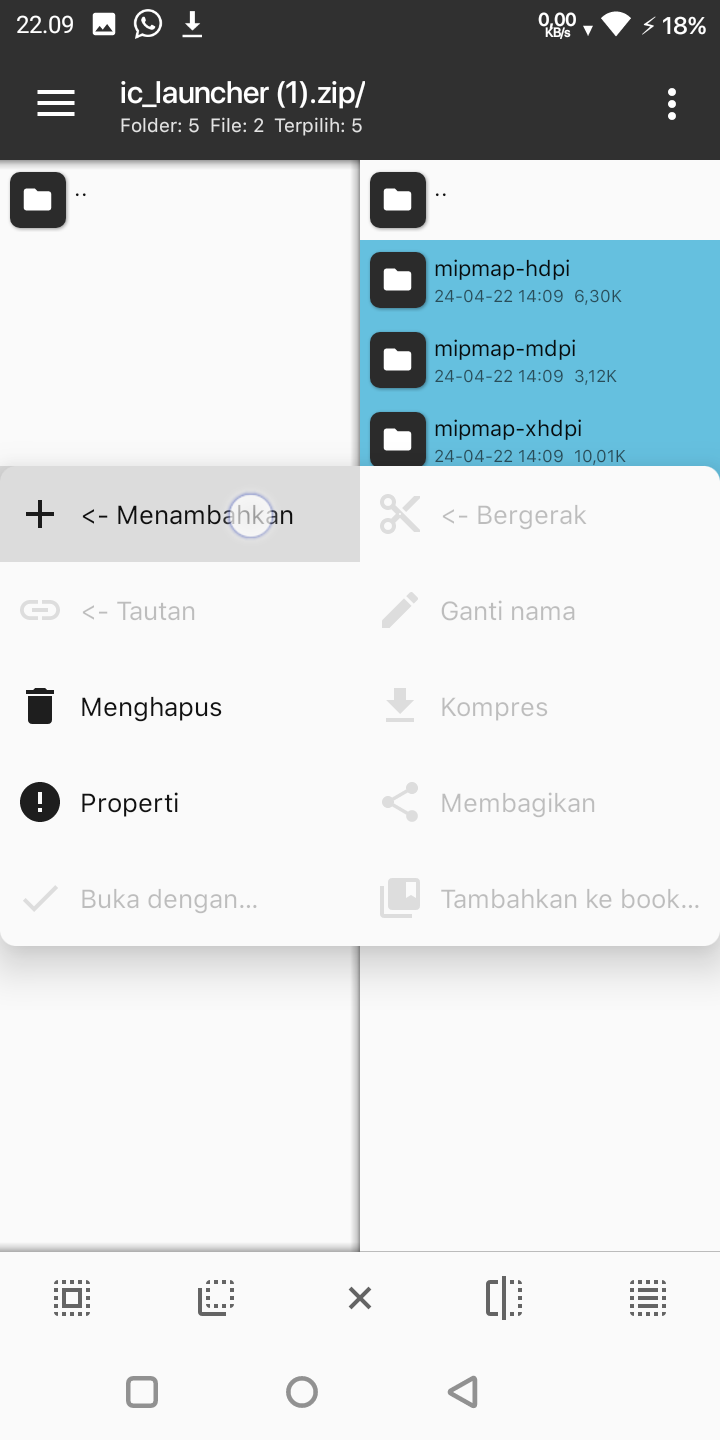 22.09
0,00 KB/s
18%
ic_launcher (1).zip/
Folder: 5 File: 2 Terpilih: 5
..
..
mipmap-hdpi
24-04-22 14:09 6,30K
mipmap-mdpi
24-04-22 14:09 3,12K
mipmap-xhdpi
24-04-22 14:09 10,01K
<- Menambahkan
<- Bergerak
<- Tautan
Ganti nama
Menghapus
Kompres
Properti
Membagikan
Buka dengan...
Tambahkan ke book...